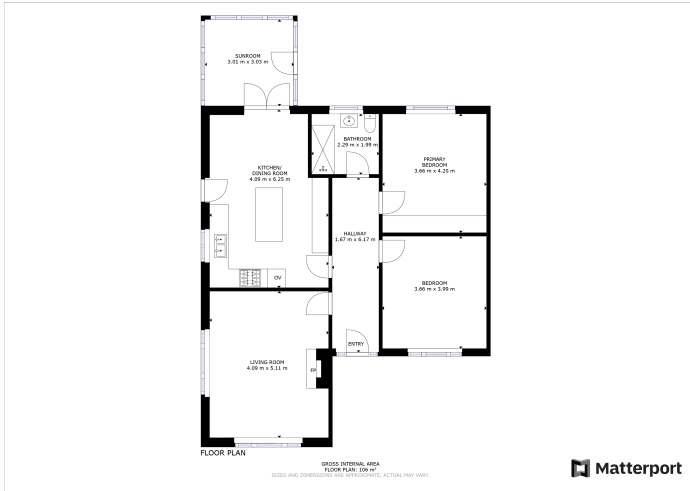 SUNROOM
3.01 m x 3.03 m
BATHROOM
2.29 m x 1.99 m
KITCHEN/
DINING ROOM
4.09 m x 6.25 m
PRIMARY
BEDROOM
3.66 m x 4.20 m
HALLWAY
1.67 m x 6.17 m
OV
BEDROOM
3.66 m x 3.99 m
ENTRY
LIVING ROOM
4.09 m x 5.11 m
FP
FLOOR PLAN
GROSS INTERNAL AREA
FLOOR PLAN: 106 m²
SIZES AND DIMENSIONS ARE APPROXIMATE, ACTUAL MAY VARY.
Matterport